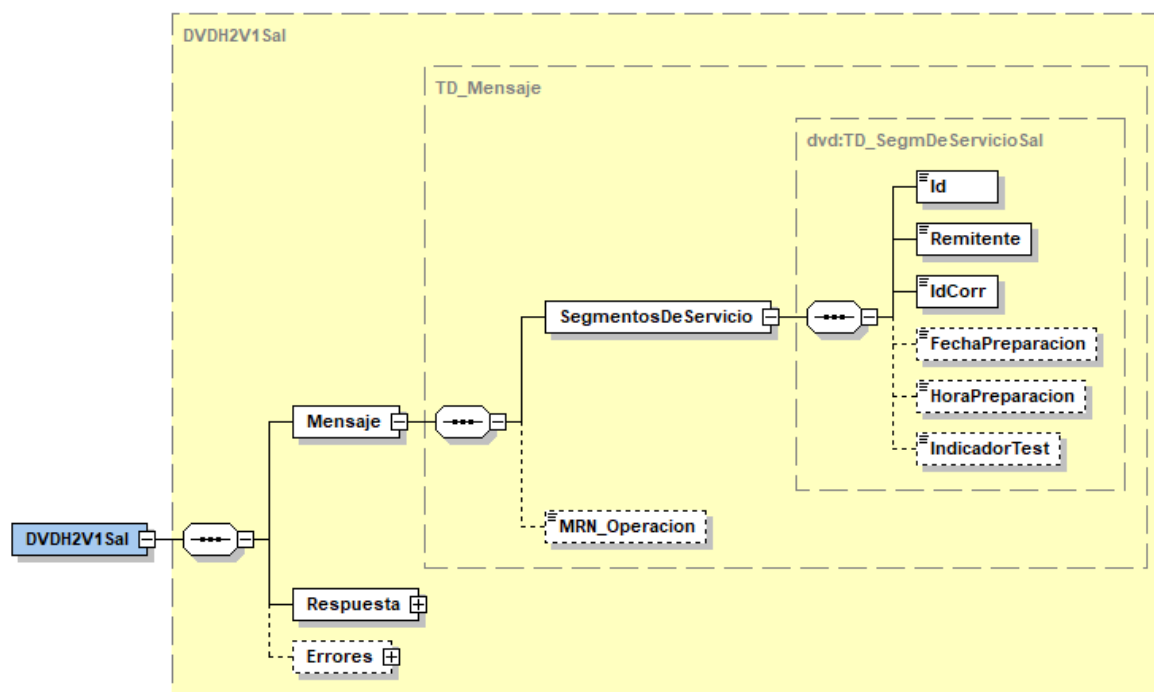 DVDH2V1Sal
TD_Mensaje
dvd:TD_SegmDeServicioSal
Id
Remitente
IdCorr
FechaPreparacion
HoraPreparacion
IndicadorTest
SegmentosDeServicio
Mensaje
MRN_Operacion
DVDH2V1Sal
Respuesta
Errores